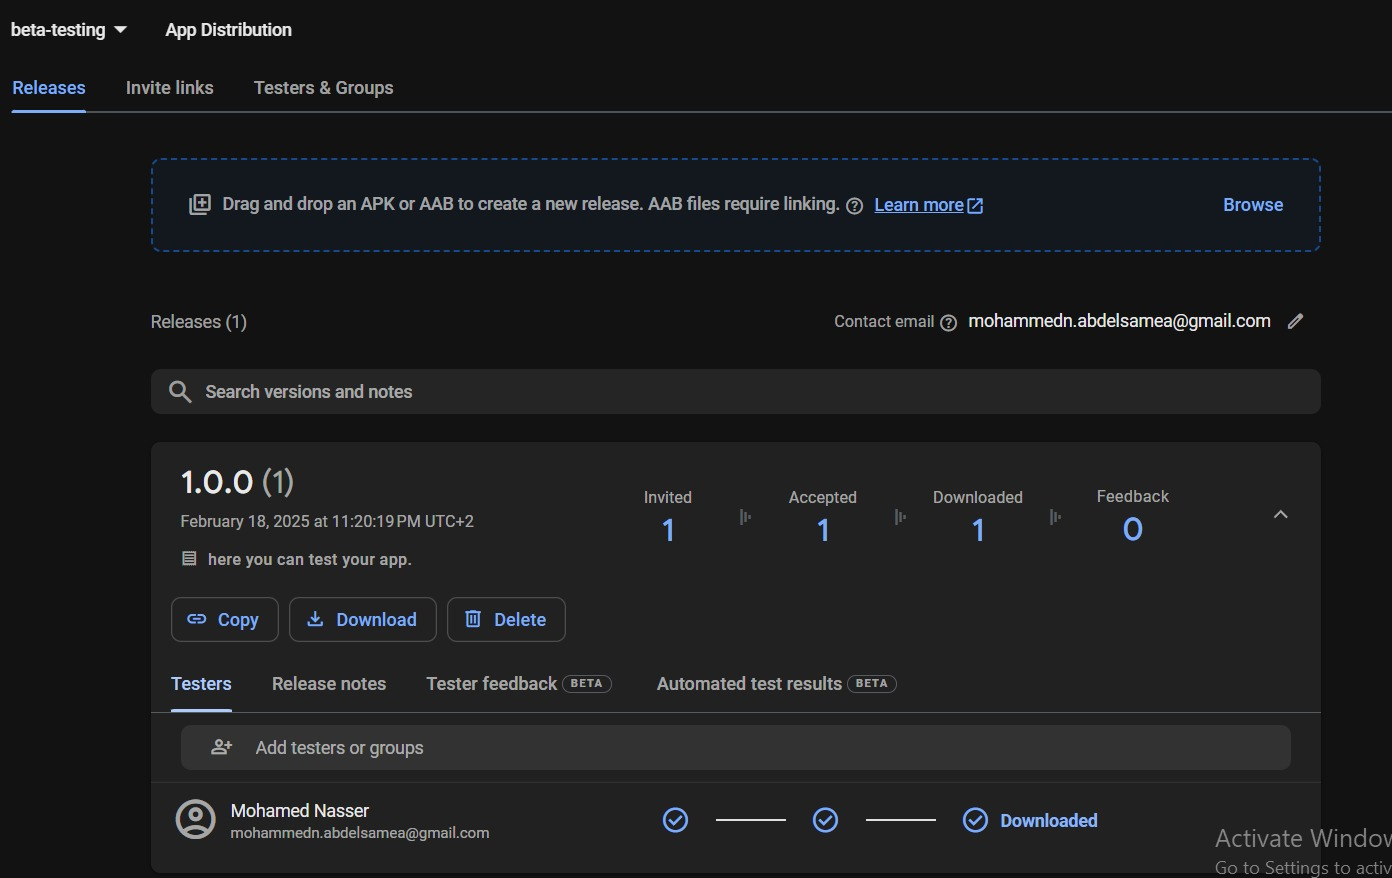 beta-testing App Distribution
Releases Invite links Testers & Groups
Drag and drop an APK or AAB to create a new release. AAB files require linking. Learn more Browse
Releases (1) Contact email mohammedn.abdelsamea@gmail.com
Search versions and notes
1.0.0 (1)
February 18, 2025 at 11:20:19 PM UTC+2
here you can test your app.
Invited Accepted Downloaded Feedback
1 1 1 0
Copy Download Delete
Testers Release notes Tester feedback BETA Automated test results BETA
Add testers or groups
Mohamed Nasser
mohammedn.abdelsamea@gmail.com
Downloaded
Activate Window
Go to Settings to activ